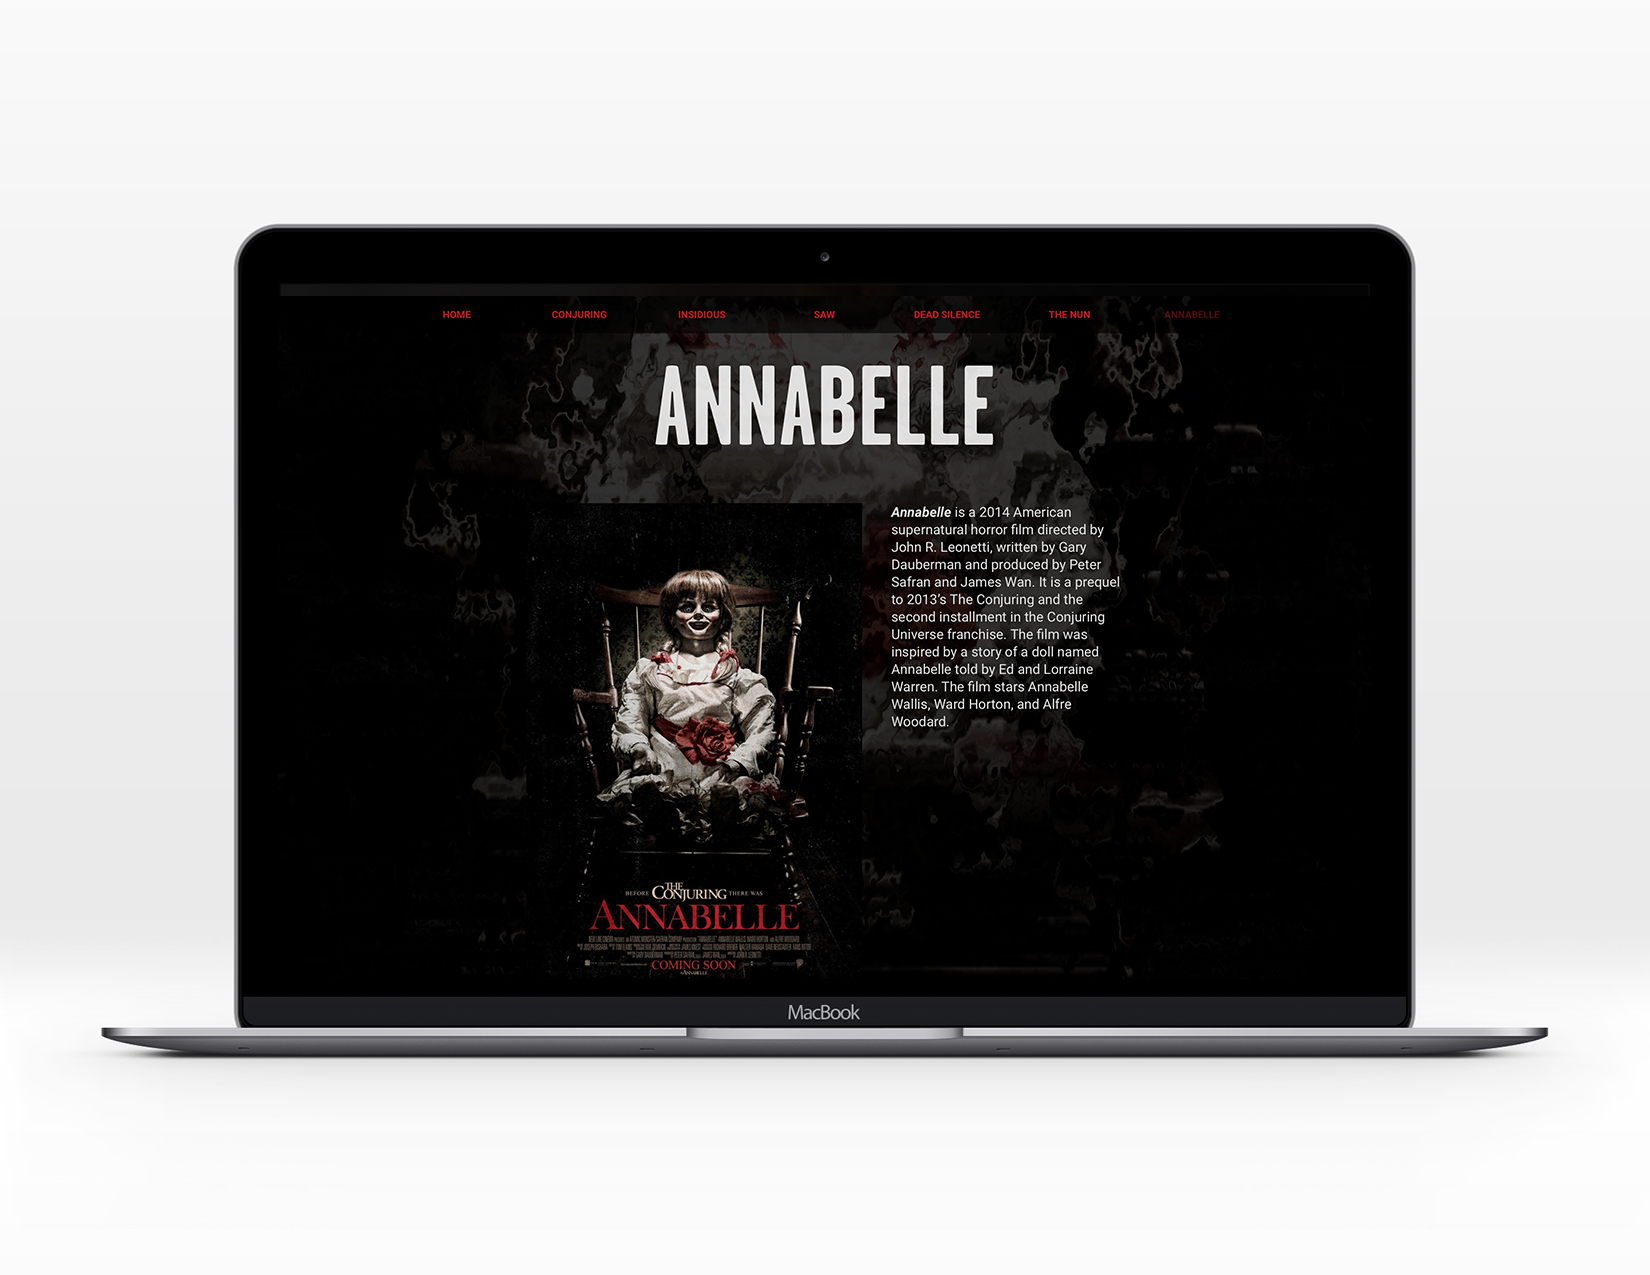 HOME CONJURING INSIDIOUS SAW DEAD SILENCE THE NUN ANNABELLE
ANNABELLE
Annabelle is a 2014 American
supernatural horror film directed by
John R. Leonetti, written by Gary
Dauberman and produced by Peter
Safran and James Wan. It is a prequel
to 2013’s The Conjuring and the
second installment in the Conjuring
Universe franchise. The film was
inspired by a story of a doll named
Annabelle told by Ed and Lorraine
Warren. The film stars Annabelle
Wallis, Ward Horton, and Alfre
Woodard.
BEFORE THE CONJURING THERE WAS
ANNABELLE
COMING SOON
MacBook